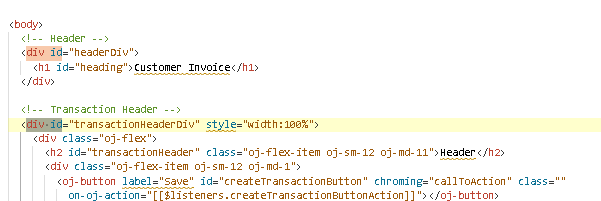 <body>
<!-- Header -->
<div id="headerDiv">
<h1 id="heading">Customer Invoice</h1>
</div>
<!-- Transaction Header -->
<div id="transactionHeaderDiv" style="width:100%">
<div class="oj-flex">
<h2 id="transactionHeader" class="oj-flex-item oj-sm-12 oj-md-11">Header</h2>
<div class="oj-flex-item oj-sm-12 oj-md-1">
<oj-button label="Save" id="createTransactionButton" chroming="callToAction" class=""
on-oj-action="[[$listeners.createTransactionButtonAction]]"></oj-button>